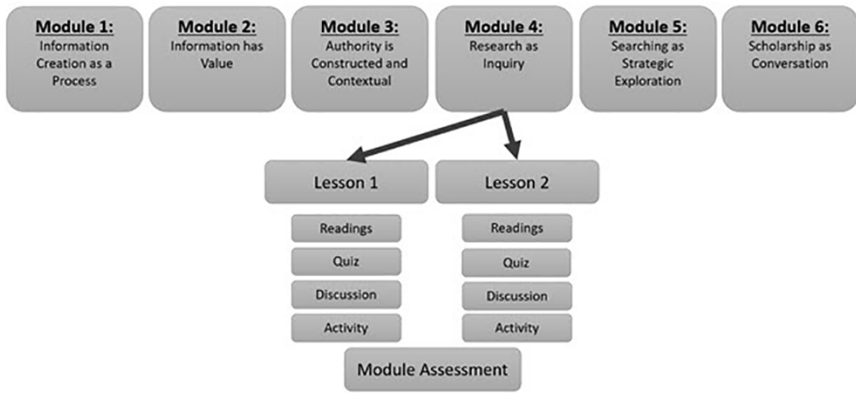 Module 1:
Information
Creation as a
Process
Module 2:
Information has
Value
Module 3:
Authority is
Constructed and
Contextual
Module 4:
Research as
Inquiry
Module 5:
Searching as
Strategic
Exploration
Module 6:
Scholarship as
Conversation
Lesson 1
Readings
Quiz
Discussion
Activity
Lesson 2
Readings
Quiz
Discussion
Activity
Module Assessment